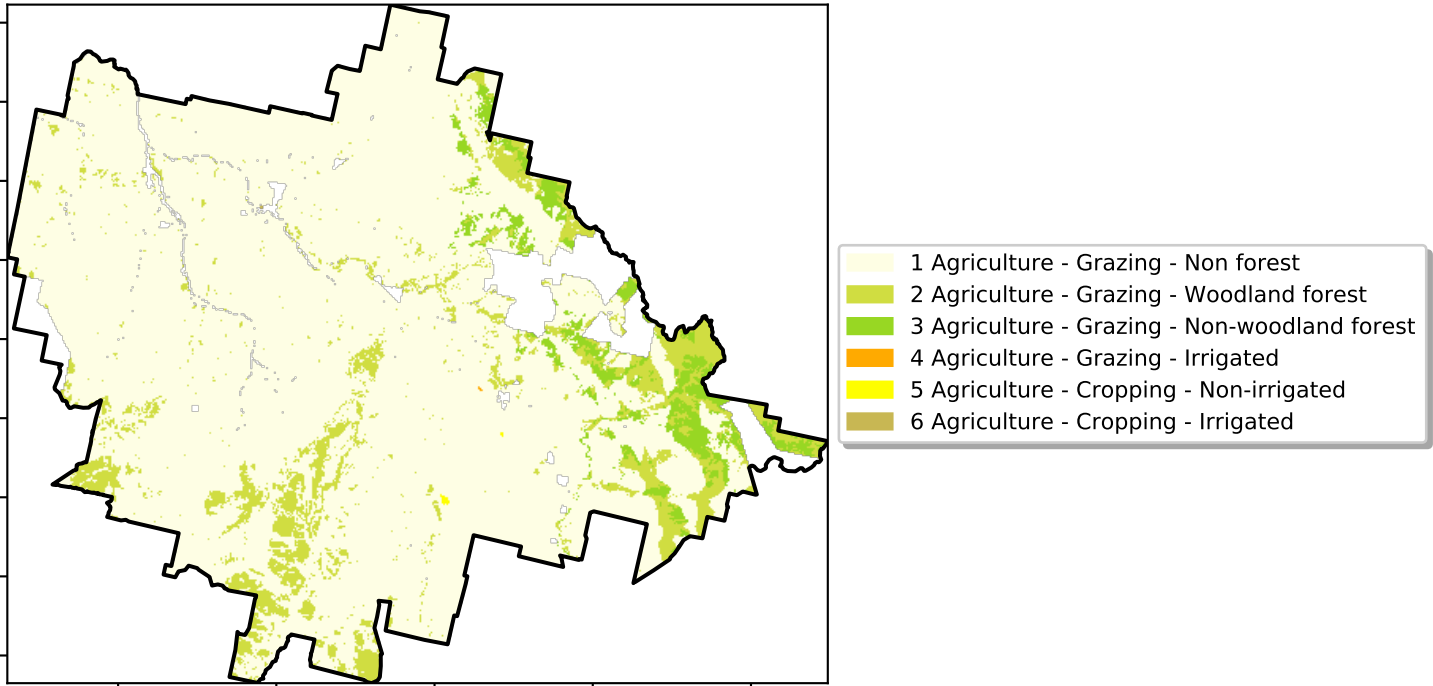 1 Agriculture - Grazing - Non forest
2 Agriculture - Grazing - Woodland forest
3 Agriculture - Grazing - Non-woodland forest
4 Agriculture - Grazing - Irrigated
5 Agriculture - Cropping - Non-irrigated
6 Agriculture - Cropping - Irrigated